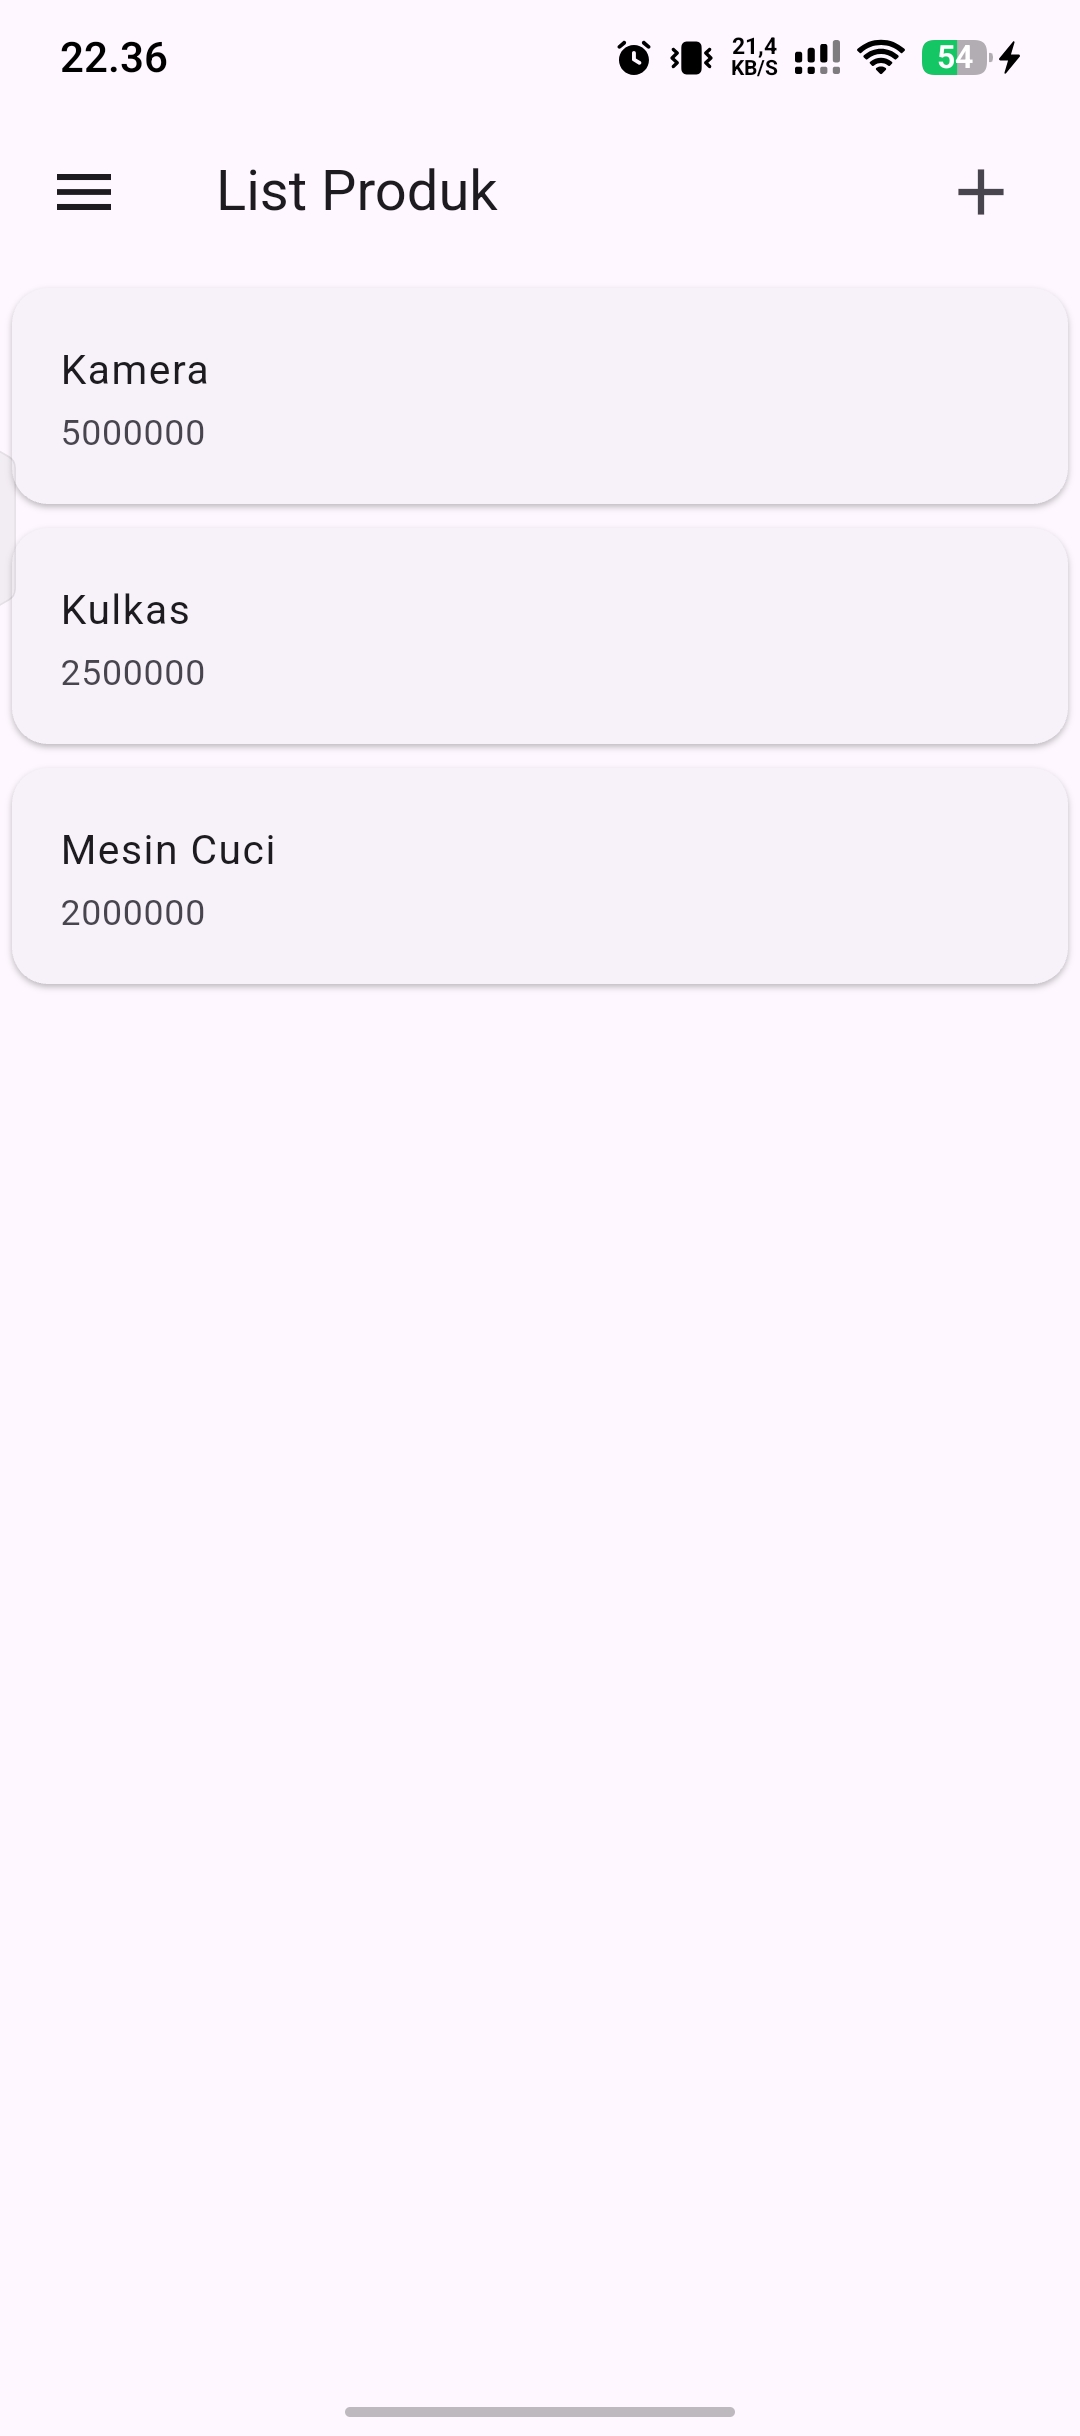 22.36
21,4
KB/S
54
List Produk
Kamera
5000000
Kulkas
2500000
Mesin Cuci
2000000